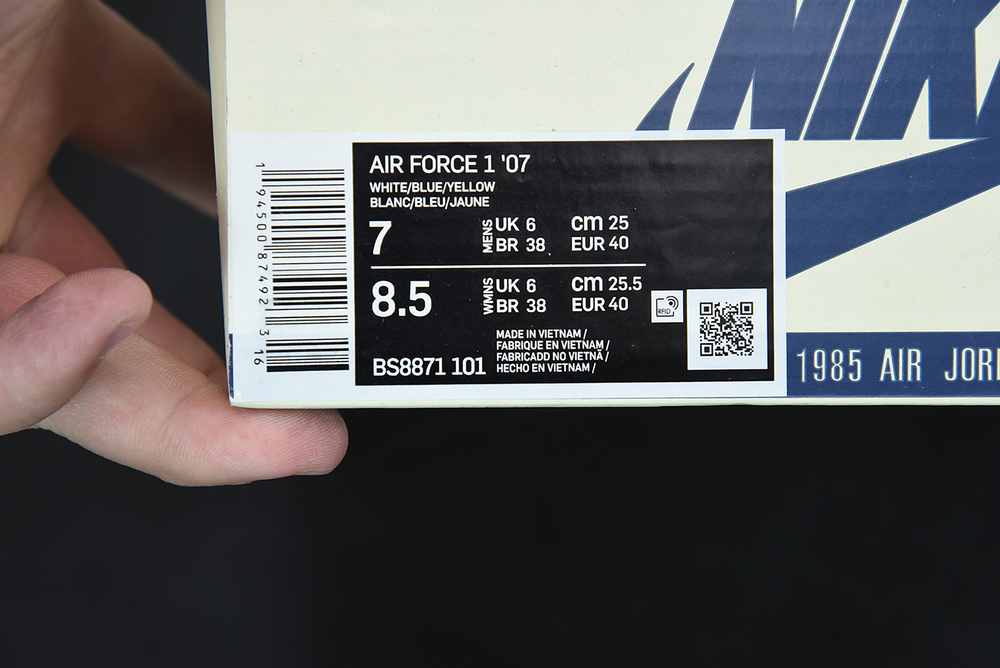 NIK
1 94500 87492 3 16
AIR FORCE 1 '07
WHITE/BLUE/YELLOW
BLANC/BLEU/JAUNE
7
MENS
UK 6
cm 25
BR 38
EUR 40
8.5
WMNS
UK 6
cm 25.5
BR 38
EUR 40
RFID
MADE IN VIETNAM /
FABRIQUE EN VIETNAM /
FABRICADO NO VIETNÃ /
HECHO EN VIETNAM /
BS8871 101
1985 AIR JOR